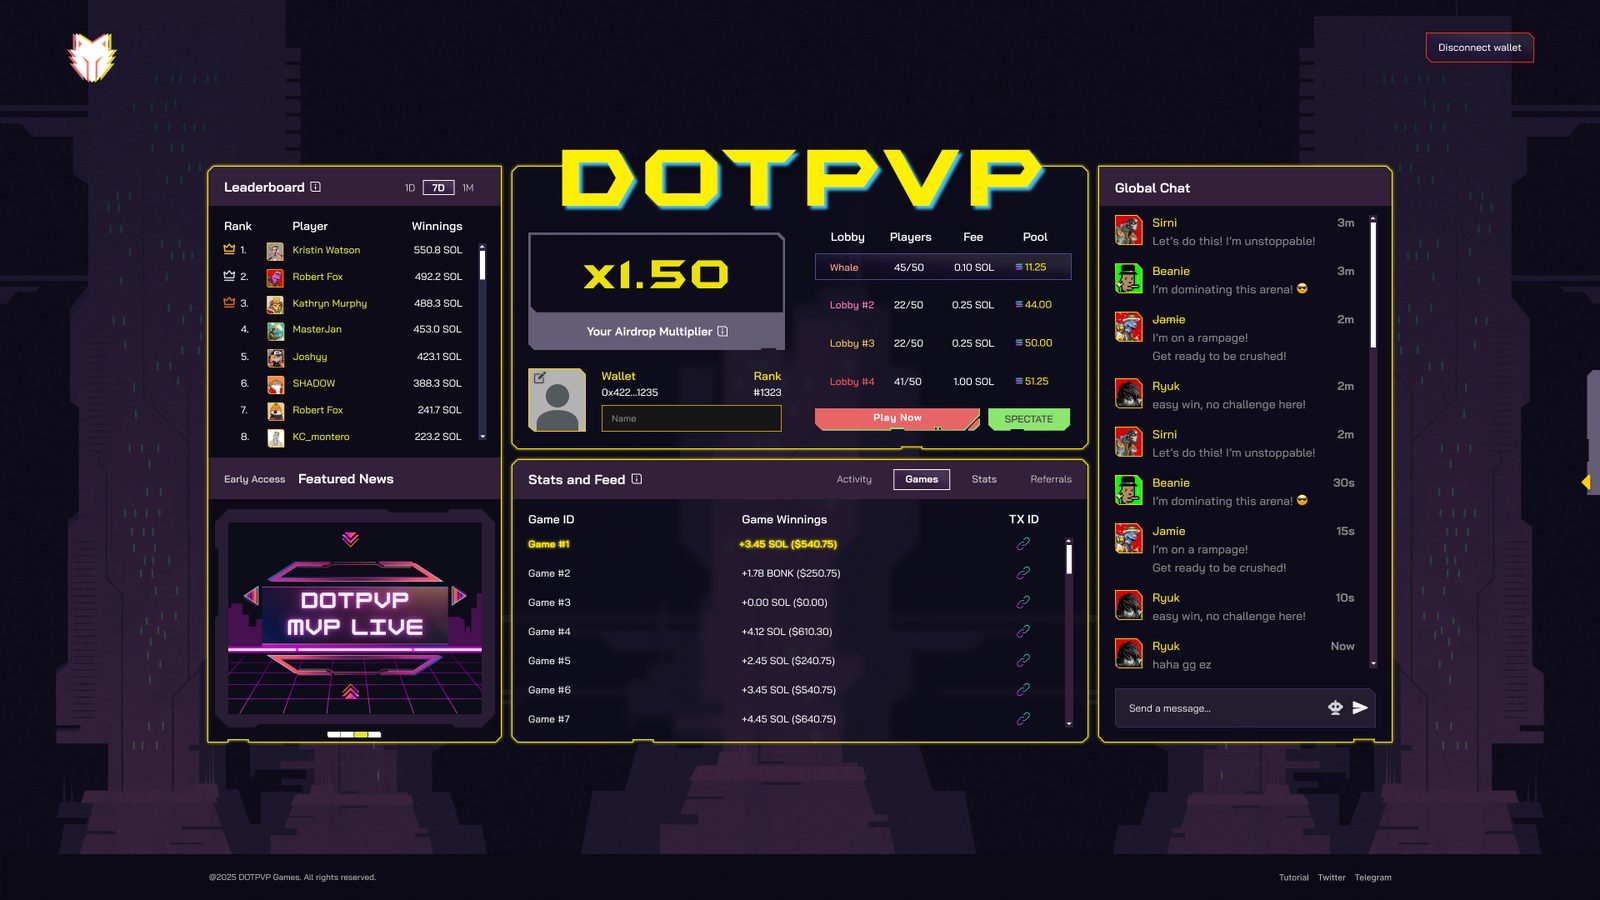 Disconnect wallet
DOTPVP
Leaderboard 1D 7D 1M
Rank Player Winnings
1. Kristin Watson 550.8 SOL
2. Robert Fox 492.2 SOL
3. Kathryn Murphy 488.3 SOL
4. MasterJan 453.0 SOL
5. Joshyy 423.1 SOL
6. SHADOW 388.3 SOL
7. Robert Fox 241.7 SOL
8. KC_montero 223.2 SOL
Early Access Featured News
DOTPVP
MVP LIVE
x1.50
Your Airdrop Multiplier
Wallet Rank
0x422...1235 #1323
Name
Lobby Players Fee Pool
Whale 45/50 0.10 SOL 11.25
Lobby #2 22/50 0.25 SOL 44.00
Lobby #3 22/50 0.25 SOL 50.00
Lobby #4 41/50 1.00 SOL 51.25
Play Now SPECTATE
Stats and Feed Activity Games Stats Referrals
Game ID Game Winnings TX ID
Game #1 +3.45 SOL ($540.75)
Game #2 +1.78 BONK ($250.75)
Game #3 +0.00 SOL ($0.00)
Game #4 +4.12 SOL ($610.30)
Game #5 +2.45 SOL ($240.75)
Game #6 +3.45 SOL ($540.75)
Game #7 +4.45 SOL ($640.75)
Global Chat
Sirni 3m
Let's do this! I'm unstoppable!
Beanie 3m
I'm dominating this arena! 😎
Jamie 2m
I'm on a rampage!
Get ready to be crushed!
Ryuk 2m
easy win, no challenge here!
Sirni 2m
Let's do this! I'm unstoppable!
Beanie 30s
I'm dominating this arena! 😎
Jamie 15s
I'm on a rampage!
Get ready to be crushed!
Ryuk 10s
easy win, no challenge here!
Ryuk Now
haha gg ez
Send a message...
@2025 DOTPVP Games. All rights reserved.
Tutorial Twitter Telegram